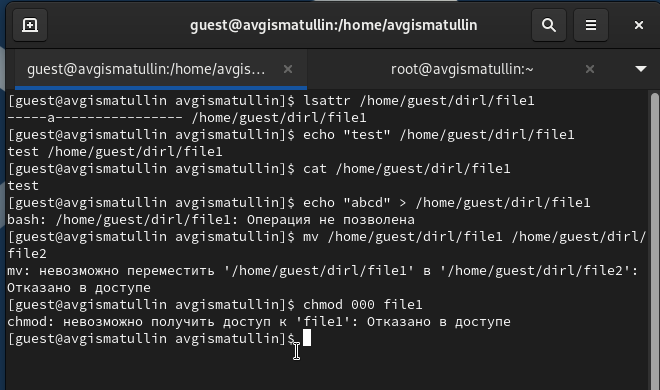 guest@avgismatullin:/home/avgismatullin
guest@avgismatullin:/home/avgis...
root@avgismatullin:~
[guest@avgismatullin avgismatullin]$ lsattr /home/guest/dirl/file1
-----a---------------- /home/guest/dirl/file1
[guest@avgismatullin avgismatullin]$ echo "test" /home/guest/dirl/file1
test /home/guest/dirl/file1
[guest@avgismatullin avgismatullin]$ cat /home/guest/dirl/file1
test
[guest@avgismatullin avgismatullin]$ echo "abcd" > /home/guest/dirl/file1
bash: /home/guest/dirl/file1: Операция не позволена
[guest@avgismatullin avgismatullin]$ mv /home/guest/dirl/file1 /home/guest/dirl/
file2
mv: невозможно переместить '/home/guest/dirl/file1' в '/home/guest/dirl/file2':
Отказано в доступе
[guest@avgismatullin avgismatullin]$ chmod 000 file1
chmod: невозможно получить доступ к 'file1': Отказано в доступе
[guest@avgismatullin avgismatullin]$